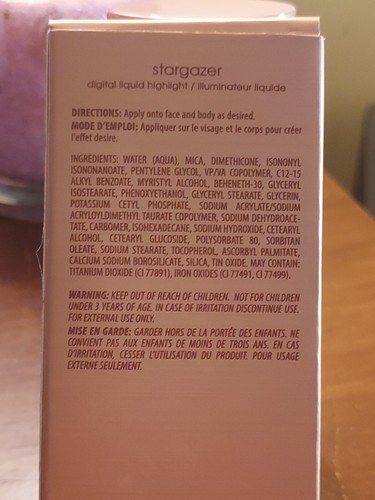 stargazer
digital liquid highlight / illuminateur liquide
DIRECTIONS: Apply onto face and body as desired.
MODE D'EMPLOI: Appliquer sur le visage et le corps pour créer
l'effet desire.
INGREDIENTS: WATER (AQUA), MICA, DIMETHICONE, ISONONYL
ISONONANOATE, PENTYLENE GLYCOL, VP/VA COPOLYMER, C12-15
ALKYL BENZOATE, MYRISTYL ALCOHOL, BEHENETH-30, GLYCERYL
ISOSTEARATE, PHENOXYETHANOL, GLYCERYL STEARATE, GLYCERIN,
POTASSIUM CETYL PHOSPHATE, SODIUM ACRYLATE/SODIUM
ACRYLOYLDIMETHYL TAURATE COPOLYMER, SODIUM DEHYDROACE-
TATE, CARBOMER, ISOHEXADECANE, SODIUM HYDROXIDE, CETEARYL
ALCOHOL, CETEARYL GLUCOSIDE, POLYSORBATE 80, SORBITAN
OLEATE, SODIUM STEARATE, TOCOPHEROL, ASCORBYL PALMITATE,
CALCIUM SODIUM BOROSILICATE, SILICA, TIN OXIDE. MAY CONTAIN:
TITANIUM DIOXIDE (CI 77891), IRON OXIDES (CI 77491, CI 77499).
WARNING: KEEP OUT OF REACH OF CHILDREN. NOT FOR CHILDREN
UNDER 3 YEARS OF AGE. IN CASE OF IRRITATION DISCONTINUE USE.
FOR EXTERNAL USE ONLY.
MISE EN GARDE: GARDER HORS DE LA PORTÉE DES ENFANTS. NE
CONVIENT PAS AUX ENFANTS DE MOINS DE TROIS ANS. EN CAS
D'IRRITATION, CESSER L'UTILISATION DU PRODUIT. POUR USAGE
EXTERNE SEULEMENT.